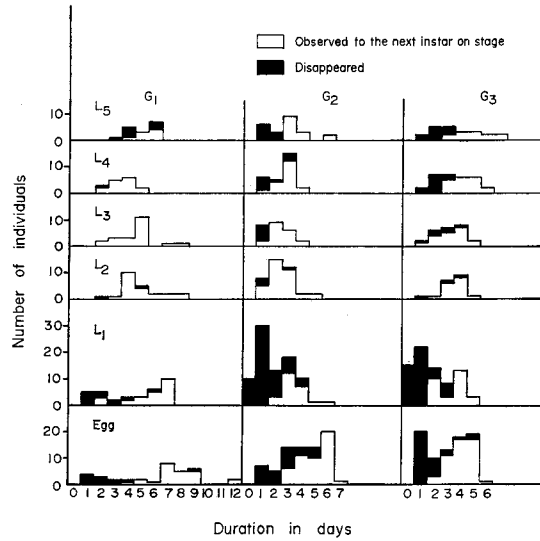 Observed to the next instar on stage
Disappeared
G1 G2 G3
L5
10
0
L4
10
0
L3
10
0
L2
10
0
L1
30
20
10
0
Egg
20
10
0
0 1 2 3 4 5 6 7 8 9 10 11 12 0 1 2 3 4 5 6 7 0 1 2 3 4 5 6
Number of individuals
Duration in days